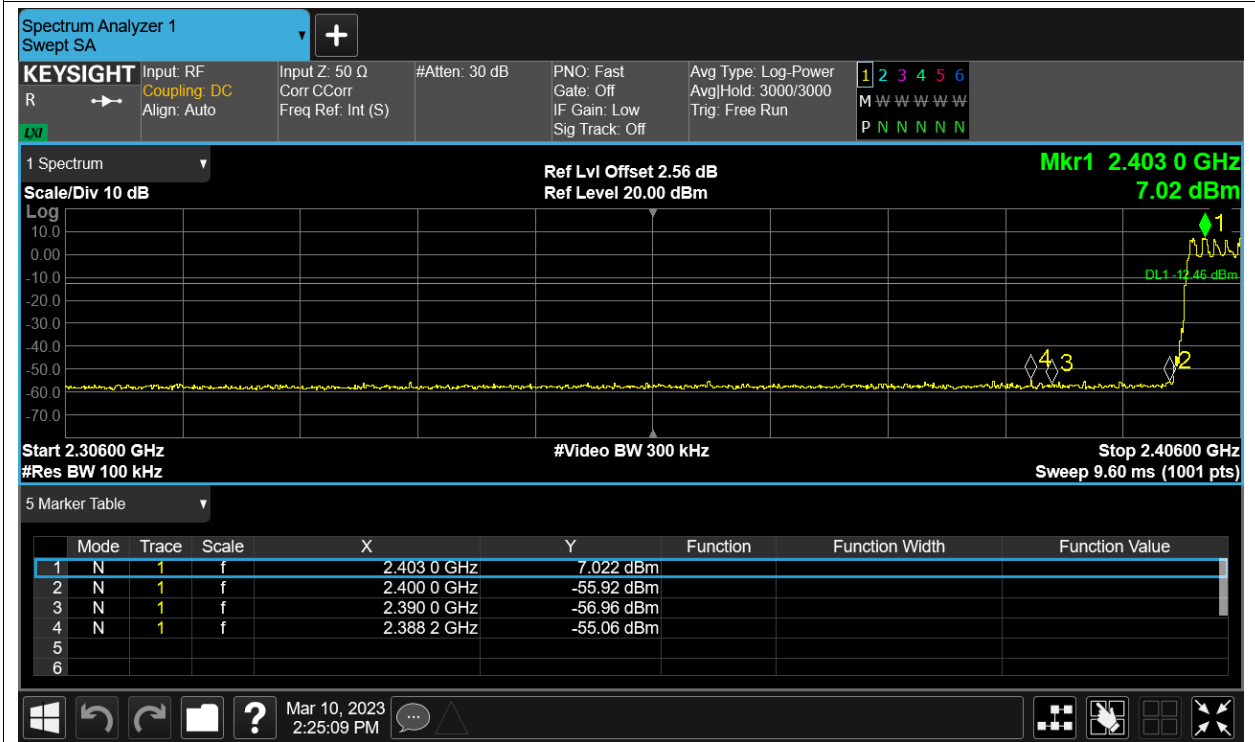 Spectrum Analyzer 1
Swept SA
+
KEYSIGHT Input: RF Input Z: 50 Ω #Atten: 30 dB PNO: Fast Avg Type: Log-Power 1 2 3 4 5 6
R Coupling: DC Corr CCorr Gate: Off Avg|Hold: 3000/3000 M W W W W W
Align: Auto Freq Ref: Int (S) IF Gain: Low Trig: Free Run
LXI Sig Track: Off P N N N N N
1 Spectrum Ref Lvl Offset 2.56 dB Mkr1 2.403 0 GHz
Scale/Div 10 dB Ref Level 20.00 dBm 7.02 dBm
Log
1
10.0
0.00
DL1 -12.46 dBm
-10.0
-20.0
-30.0
-40.0
4 3 2
-50.0
-60.0
-70.0
Start 2.30600 GHz #Video BW 300 kHz Stop 2.40600 GHz
#Res BW 100 kHz Sweep 9.60 ms (1001 pts)
5 Marker Table
Mode Trace Scale X Y Function Function Width Function Value
1 N 1 f 2.403 0 GHz 7.022 dBm
2 N 1 f 2.400 0 GHz -55.92 dBm
3 N 1 f 2.390 0 GHz -56.96 dBm
4 N 1 f 2.388 2 GHz -55.06 dBm
5
6
? Mar 10, 2023
2:25:09 PM